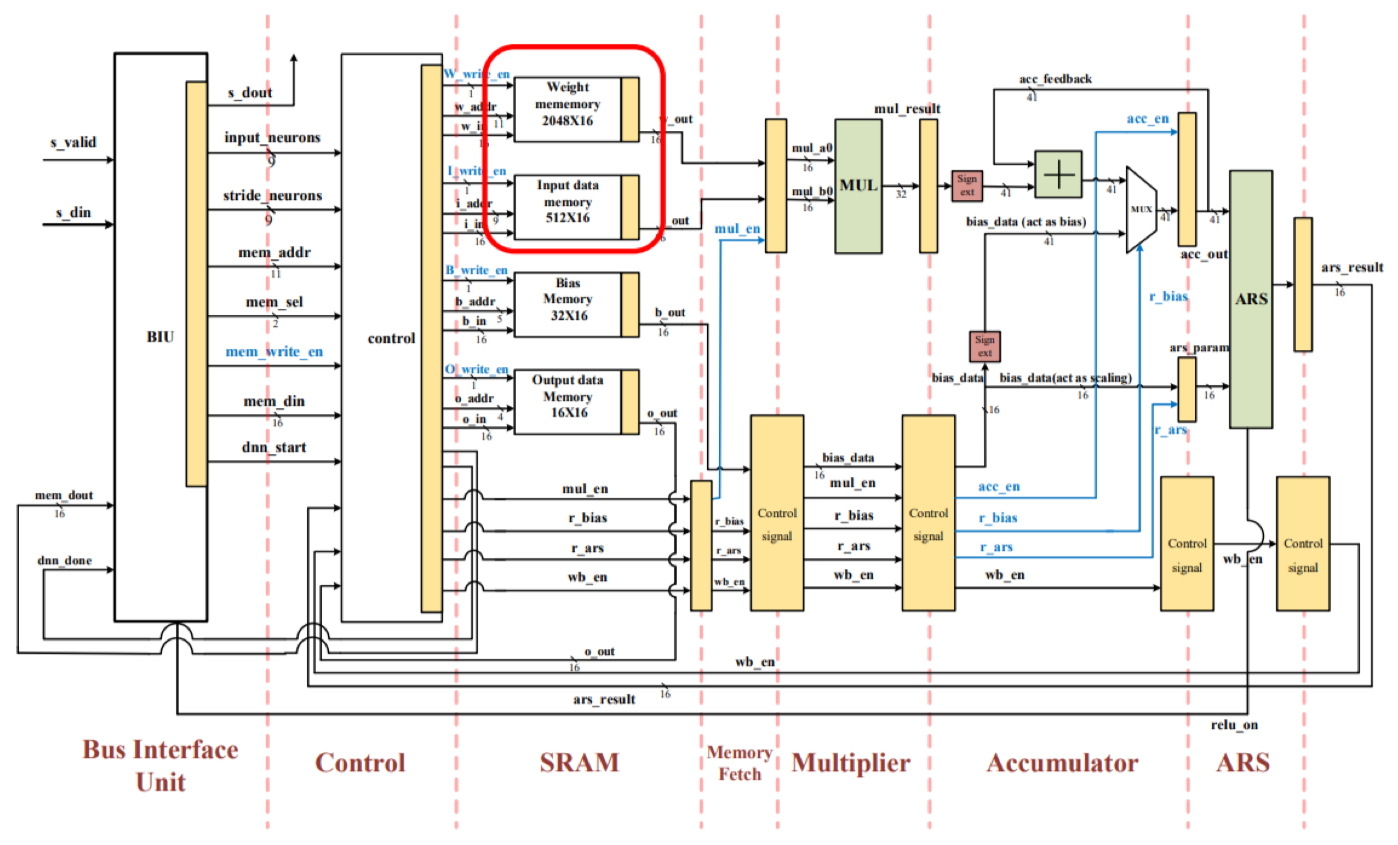 s_valid
s_din
mem_dout
16
dnn_done
BIU
s_dout
input_neurons
9
stride_neurons
9
mem_addr
11
mem_sel
2
mem_write_en
mem_din
16
dnn_start
control
W_write_en
1
w_addr
11
w_in
16
Weight
mememory
2048X16
w_out
16
I_write_en
1
i_addr
9
i_in
16
Input data
memory
512X16
_out
6
B_write_en
1
b_addr
5
b_in
16
Bias
Memory
32X16
b_out
16
O_write_en
1
o_addr
4
o_in
16
Output data
Memory
16X16
o_out
16
mul_en
r_bias
r_ars
wb_en
mul_en
r_bias
r_ars
wb_en
Control
signal
mul_a0
16
mul_b0
16
MUL
mul_result
32
bias_data
16
mul_en
r_bias
r_ars
wb_en
Control
signal
Sign
ext
41
acc_feedback
41
+
41
MUX
41
acc_en
bias_data (act as bias)
41
acc_out
41
r_bias
Sign
ext
bias_data
16
bias_data(act as scaling)
16
ars_param
16
r_ars
acc_en
r_bias
r_ars
wb_en
Control
signal
ARS
ars_result
16
wb_en
Control
signal
o_out
16
wb_en
ars_result
16
relu_on
Bus Interface
Unit
Control
SRAM
Memory
Fetch
Multiplier
Accumulator
ARS